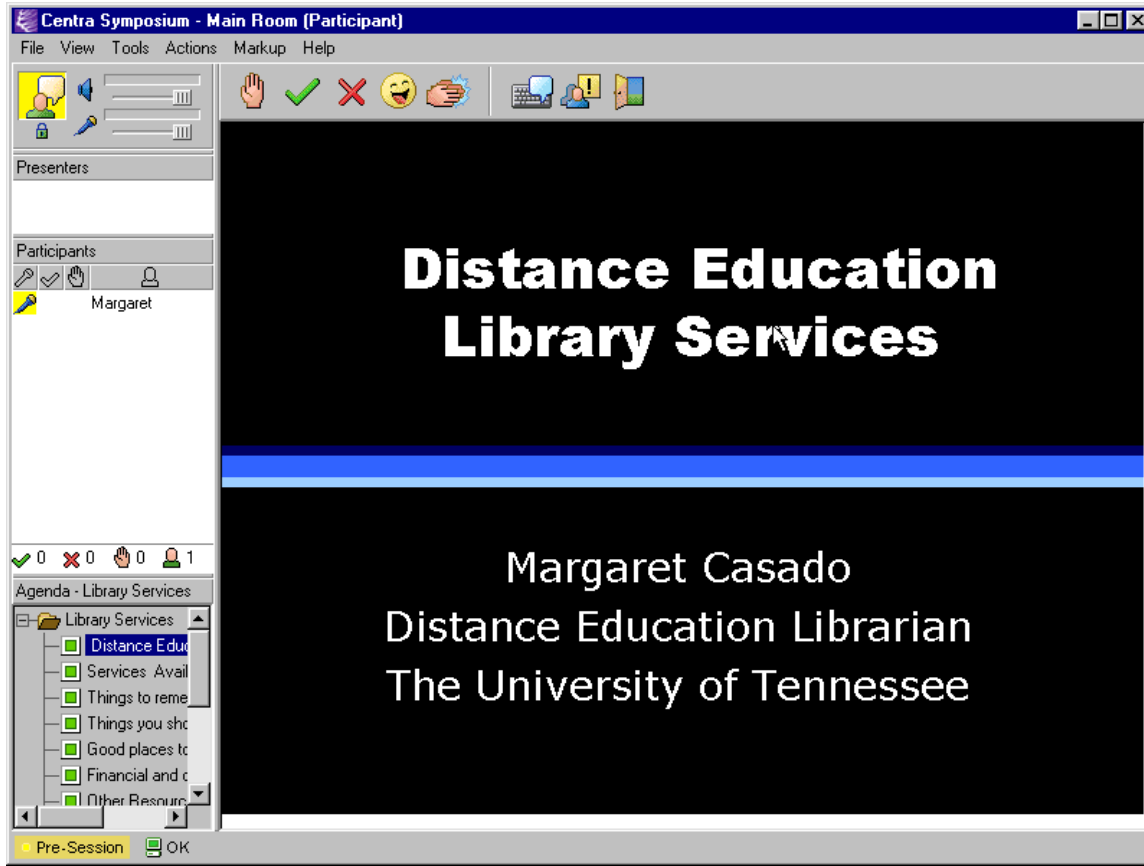 Centra Symposium - Main Room (Participant)
File View Tools Actions Markup Help
Presenters
Participants
Margaret
0 0 0 1
Agenda - Library Services
Library Services
Distance Educ
Services Avail
Things to reme
Things you sho
Good places to
Financial and c
Other Resourc
Pre-Session OK
Distance Education
Library Services
Margaret Casado
Distance Education Librarian
The University of Tennessee